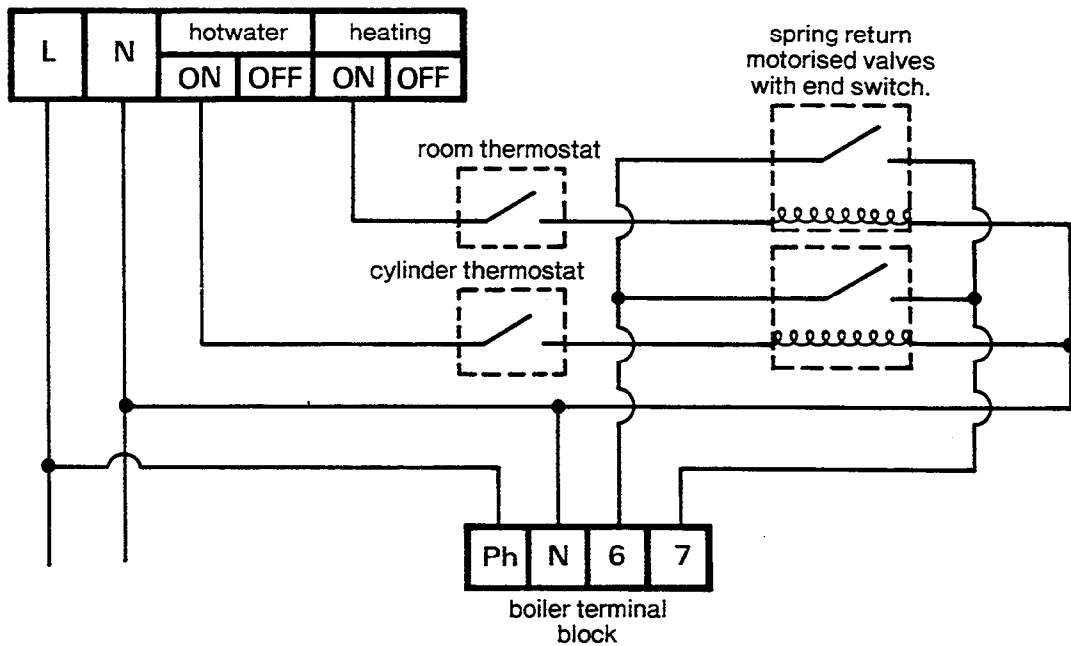 L N hotwater heating
ON OFF ON OFF
spring return
motorised valves
with end switch.
room thermostat
cylinder thermostat
Ph N 6 7
boiler terminal
block